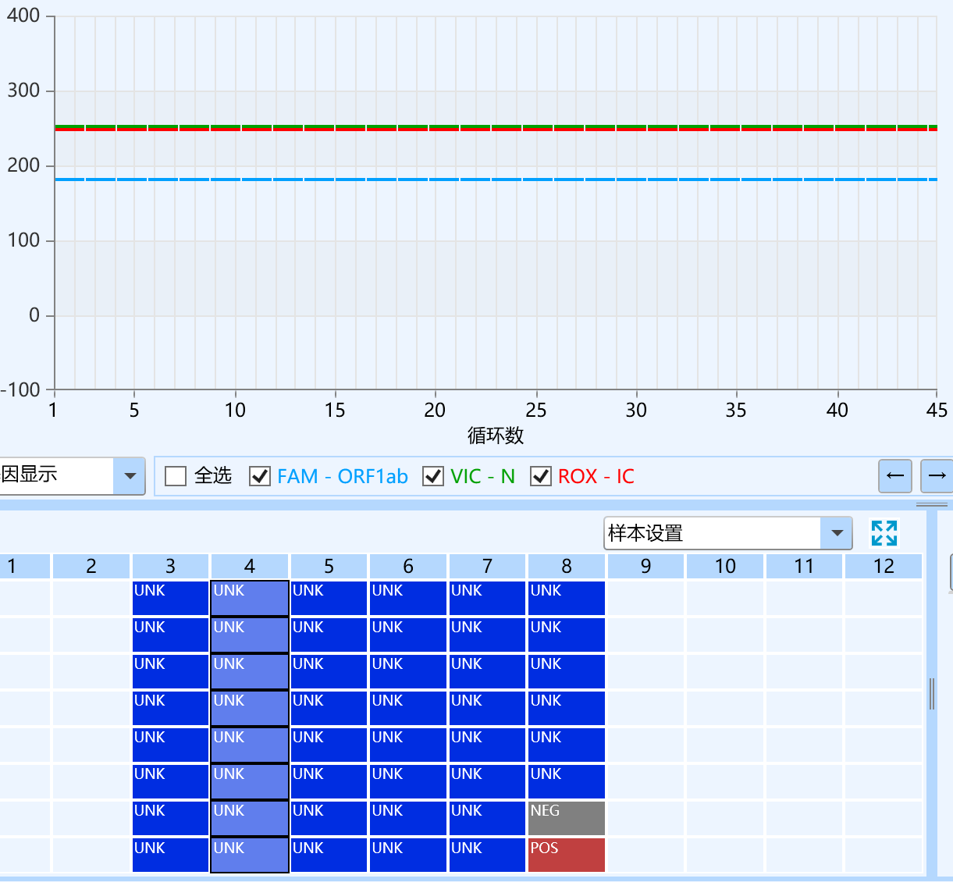 400
300
200
100
0
-100
1 5 10 15 20 25 30 35 40 45
循环数
因显示 全选 FAM - ORF1ab VIC - N ROX - IC ← →
样本设置
1 2 3 4 5 6 7 8 9 10 11 12
UNK UNK UNK UNK UNK UNK
UNK UNK UNK UNK UNK UNK
UNK UNK UNK UNK UNK UNK
UNK UNK UNK UNK UNK UNK
UNK UNK UNK UNK UNK UNK
UNK UNK UNK UNK UNK UNK
UNK UNK UNK UNK UNK NEG
UNK UNK UNK UNK UNK POS